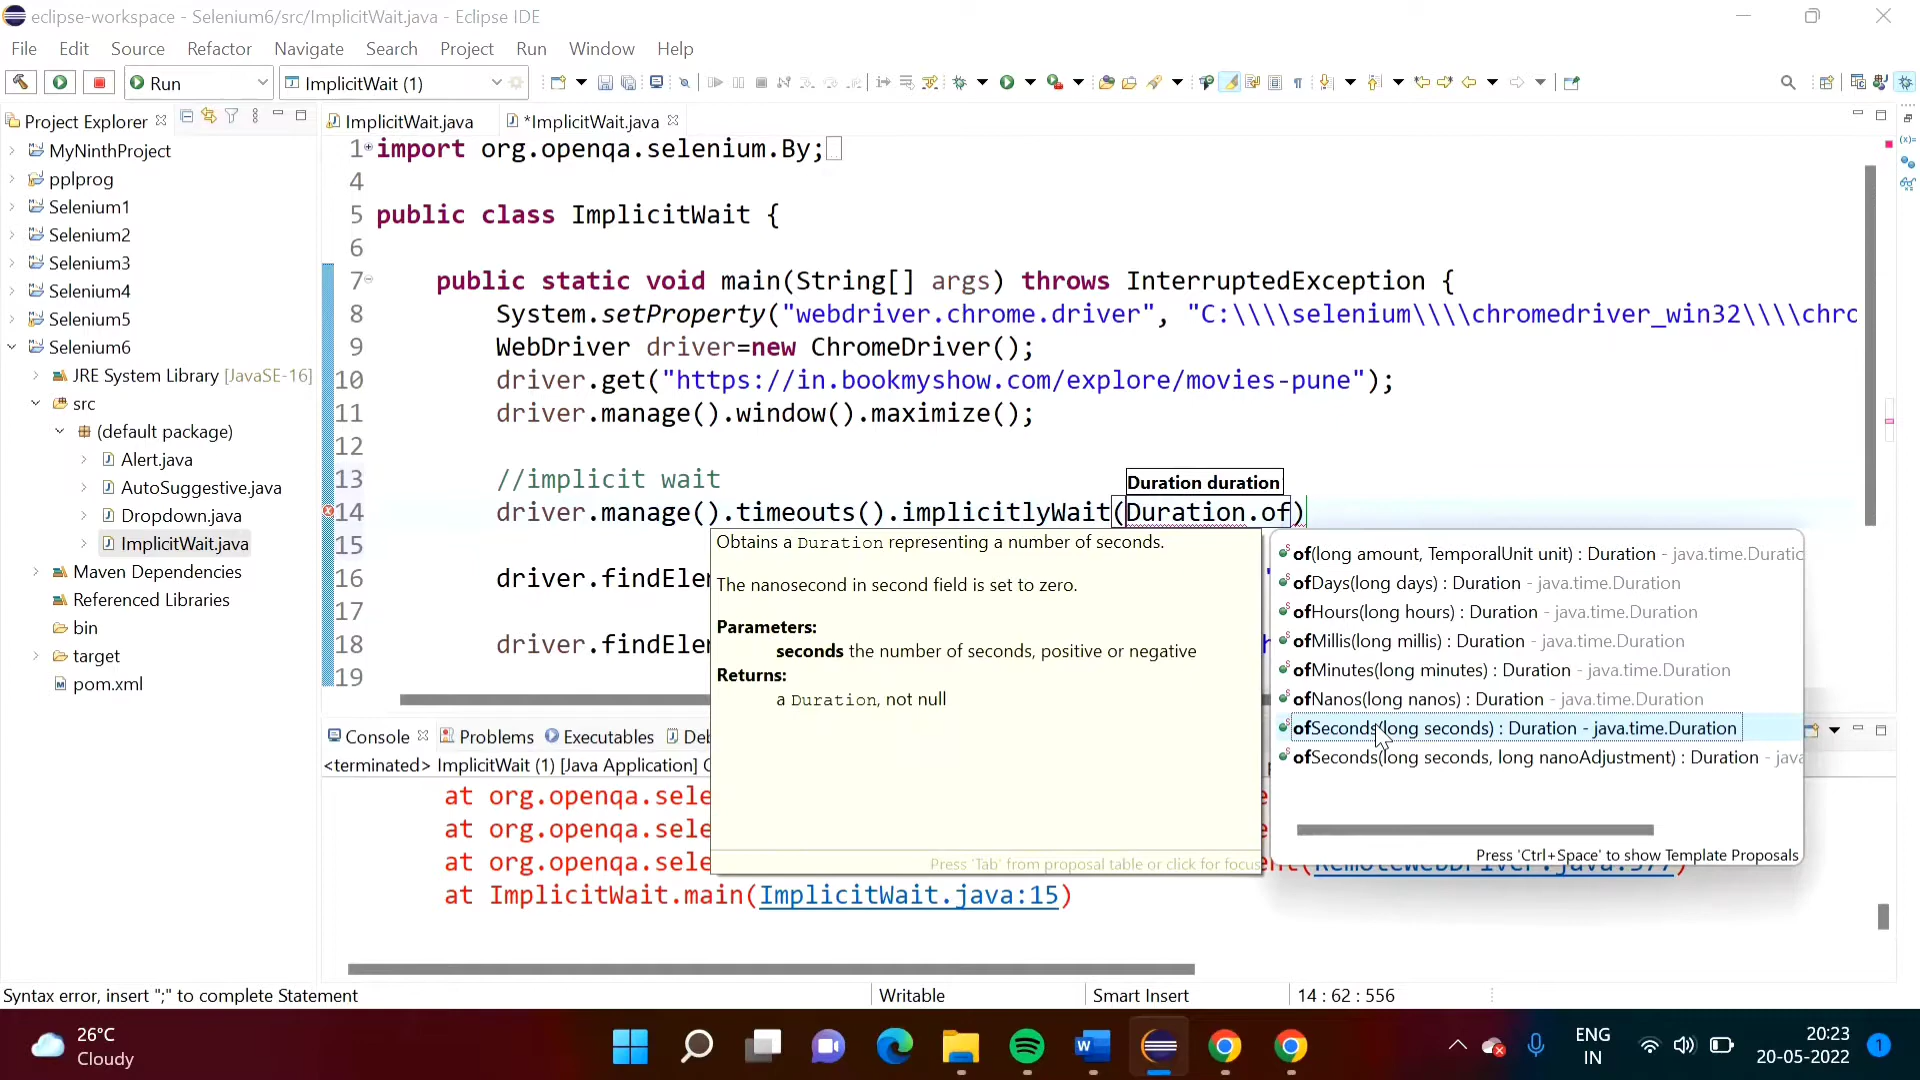 eclipse-workspace - Selenium6/src/ImplicitWait.java - Eclipse IDE
File Edit Source Refactor Navigate Search Project Run Window Help
Run ImplicitWait (1)
Project Explorer ImplicitWait.java *ImplicitWait.java
MyNinthProject
pplprog
Selenium1
Selenium2
Selenium3
Selenium4
Selenium5
Selenium6
JRE System Library [JavaSE-16]
src
(default package)
Alert.java
AutoSuggestive.java
Dropdown.java
ImplicitWait.java
Maven Dependencies
Referenced Libraries
bin
target
pom.xml
1 import org.openqa.selenium.By;
4
5 public class ImplicitWait {
6
7 public static void main(String[] args) throws InterruptedException {
8 System.setProperty("webdriver.chrome.driver", "C:\\\\selenium\\\\chromedriver_win32\\\\chrc
9 WebDriver driver=new ChromeDriver();
10 driver.get("https://in.bookmyshow.com/explore/movies-pune");
11 driver.manage().window().maximize();
12
13 //implicit wait
Duration duration
14 driver.manage().timeouts().implicitlyWait(Duration.of)
15
16 driver.findEle
17
18 driver.findEle
19
Obtains a Duration representing a number of seconds.
The nanosecond in second field is set to zero.
Parameters:
seconds the number of seconds, positive or negative
Returns:
a Duration, not null
Press 'Tab' from proposal table or click for focus
of(long amount, TemporalUnit unit) : Duration - java.time.Duratic
ofDays(long days) : Duration - java.time.Duration
ofHours(long hours) : Duration - java.time.Duration
ofMillis(long millis) : Duration - java.time.Duration
ofMinutes(long minutes) : Duration - java.time.Duration
ofNanos(long nanos) : Duration - java.time.Duration
ofSeconds(long seconds) : Duration - java.time.Duration
ofSeconds(long seconds, long nanoAdjustment) : Duration - java
Press 'Ctrl+Space' to show Template Proposals
Console Problems Executables Deb
<terminated> ImplicitWait (1) [Java Application] C
at org.openqa.sele
at org.openqa.sele
at org.openqa.sele
at ImplicitWait.main(ImplicitWait.java:15)
Syntax error, insert ";" to complete Statement Writable Smart Insert 14 : 62 : 556
26°C
Cloudy
ENG
IN
20:23
20-05-2022
1